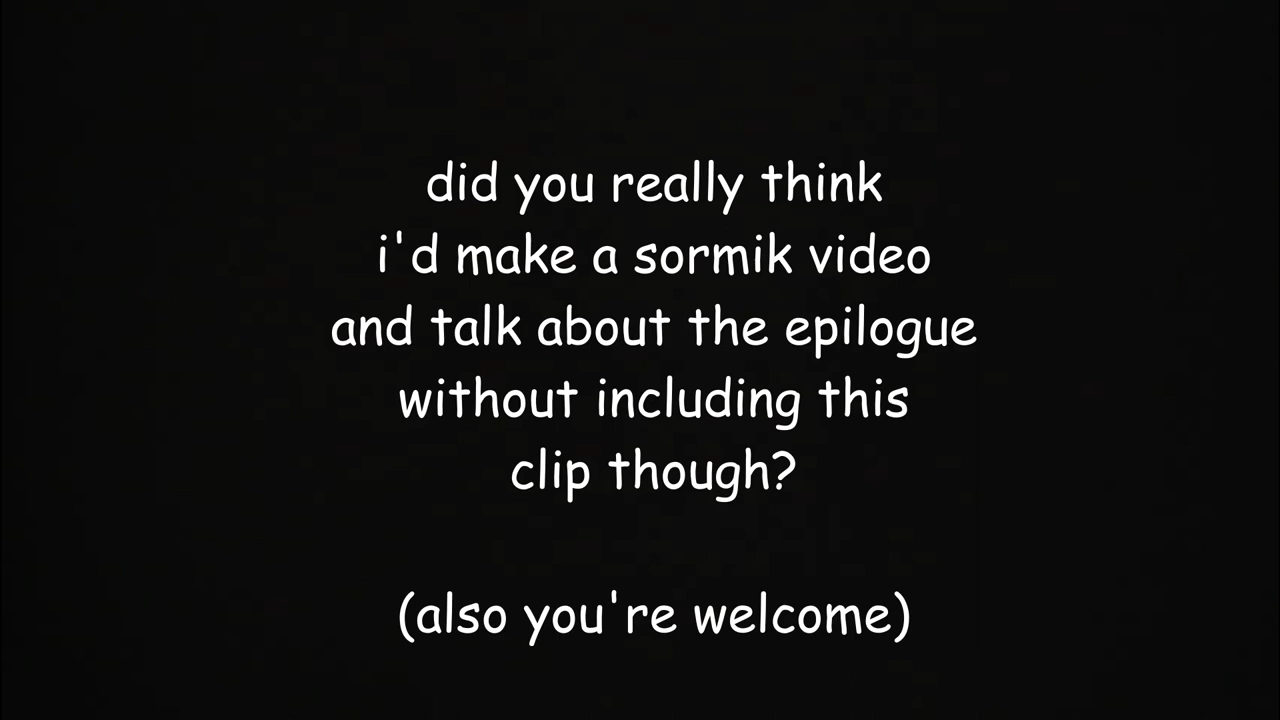 did you really think
i'd make a sormik video
and talk about the epilogue
without including this
clip though?
(also you're welcome)